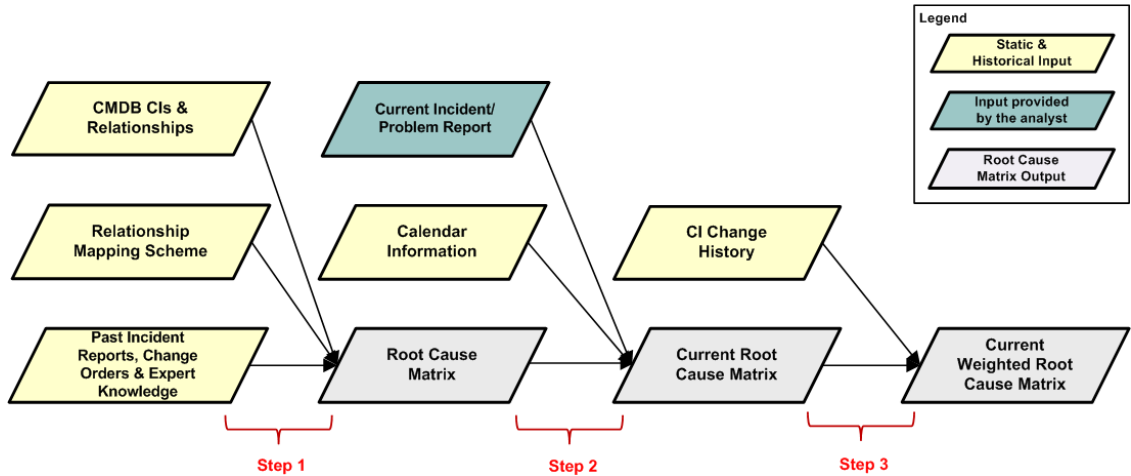 Legend
Static &
Historical Input
Input provided
by the analyst
Root Cause
Matrix Output
CMDB CIs &
Relationships
Current Incident/
Problem Report
Relationship
Mapping Scheme
Calendar
Information
CI Change
History
Past Incident
Reports, Change
Orders & Expert
Knowledge
Root Cause
Matrix
Current Root
Cause Matrix
Current
Weighted Root
Cause Matrix
Step 1
Step 2
Step 3